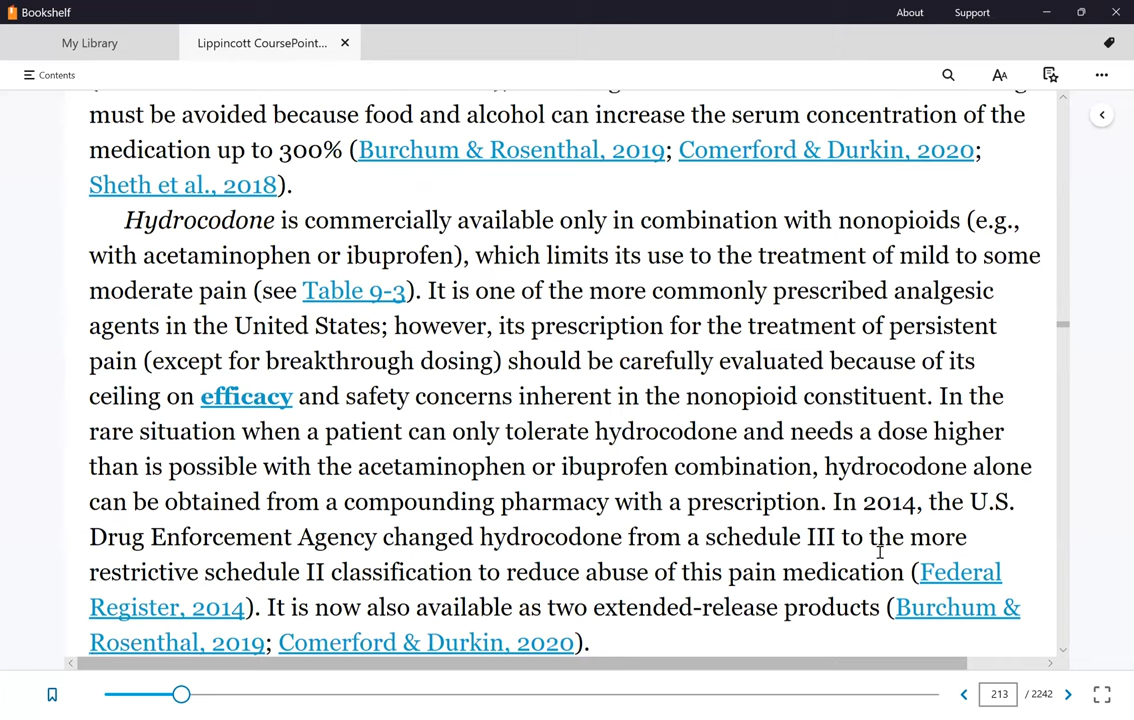 Bookshelf
About
Support
My Library
Lippincott CoursePoint...
Contents
must be avoided because food and alcohol can increase the serum concentration of the
medication up to 300% (Burchum & Rosenthal, 2019; Comerford & Durkin, 2020;
Sheth et al., 2018).
Hydrocodone is commercially available only in combination with nonopioids (e.g.,
with acetaminophen or ibuprofen), which limits its use to the treatment of mild to some
moderate pain (see Table 9-3). It is one of the more commonly prescribed analgesic
agents in the United States; however, its prescription for the treatment of persistent
pain (except for breakthrough dosing) should be carefully evaluated because of its
ceiling on efficacy and safety concerns inherent in the nonopioid constituent. In the
rare situation when a patient can only tolerate hydrocodone and needs a dose higher
than is possible with the acetaminophen or ibuprofen combination, hydrocodone alone
can be obtained from a compounding pharmacy with a prescription. In 2014, the U.S.
Drug Enforcement Agency changed hydrocodone from a schedule III to the more
restrictive schedule II classification to reduce abuse of this pain medication (Federal
Register, 2014). It is now also available as two extended-release products (Burchum &
Rosenthal, 2019; Comerford & Durkin, 2020).
213 / 2242